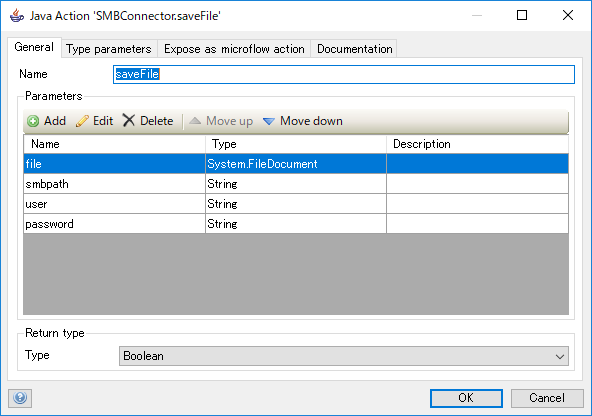 Java Action 'SMBConnector.saveFile'
General Type parameters Expose as microflow action Documentation
Name saveFile
Parameters
Add Edit Delete Move up Move down
Name Type Description
file System.FileDocument
smbpath String
user String
password String
Return type
Type Boolean
OK Cancel